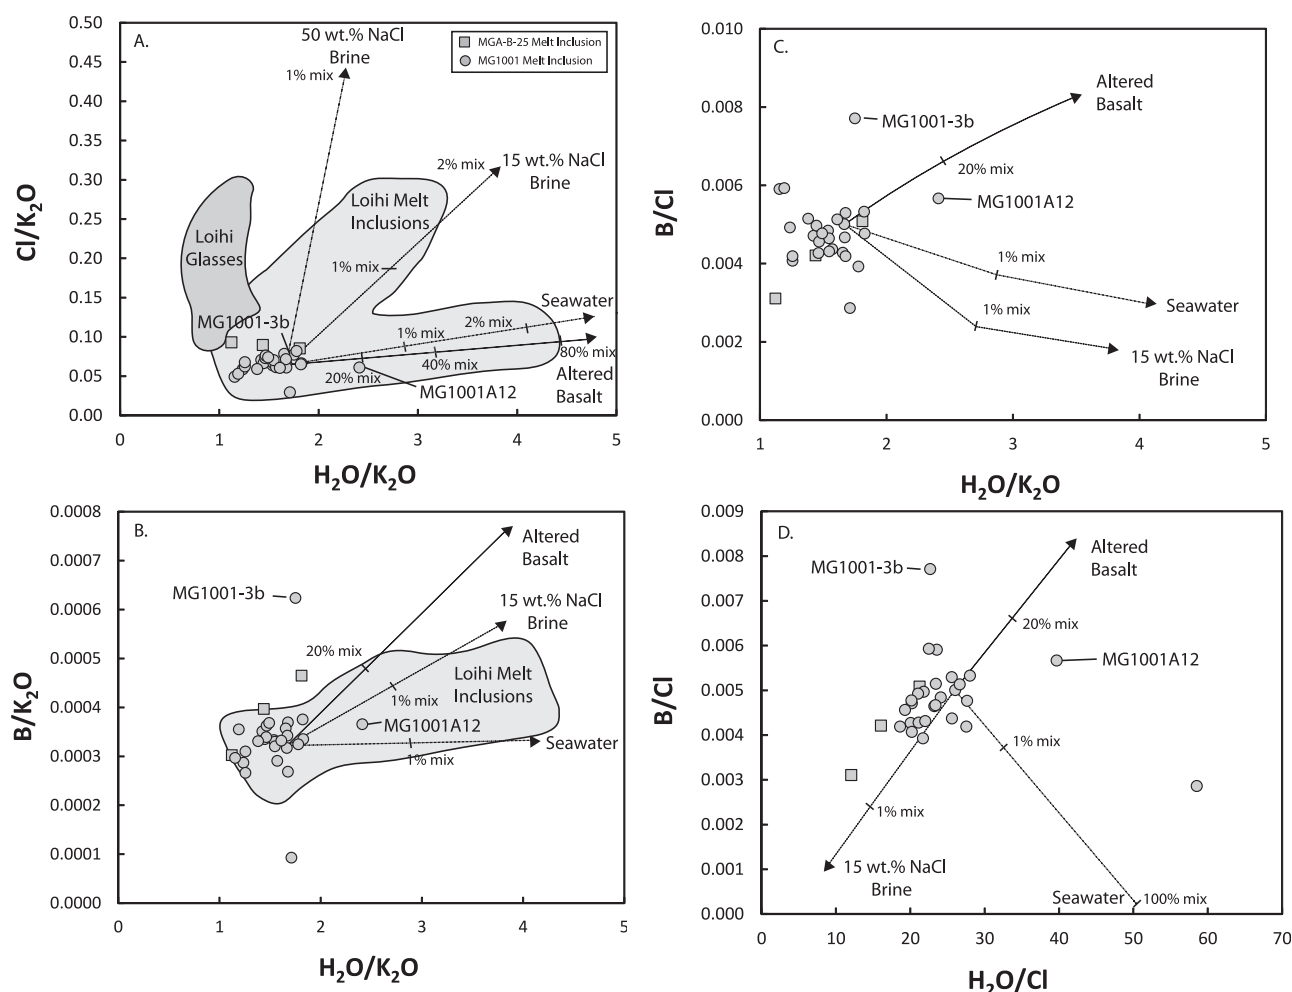 A.
50 wt.% NaCl
Brine
1% mix
MGA-B-25 Melt Inclusion
MG1001 Melt Inclusion
2% mix
15 wt.% NaCl
Brine
Loihi Melt
Inclusions
Loihi
Glasses
1% mix
Seawater
MG1001-3b
1% mix
2% mix
20% mix
40% mix
80% mix
Altered
Basalt
MG1001A12
0.50
0.45
0.40
0.35
0.30
0.25
0.20
0.15
0.10
0.05
0.00
Cl/K₂O
0 1 2 3 4 5
H₂O/K₂O
C.
Altered
Basalt
MG1001-3b
20% mix
MG1001A12
1% mix
Seawater
1% mix
15 wt.% NaCl
Brine
0.010
0.008
0.006
0.004
0.002
0.000
B/Cl
1 2 3 4 5
H₂O/K₂O
B.
Altered
Basalt
MG1001-3b
15 wt.% NaCl
Brine
20% mix
Loihi Melt
Inclusions
1% mix
MG1001A12
Seawater
1% mix
0.0008
0.0007
0.0006
0.0005
0.0004
0.0003
0.0002
0.0001
0.0000
B/K₂O
0 1 2 3 4 5
H₂O/K₂O
D.
Altered
Basalt
MG1001-3b
20% mix
MG1001A12
1% mix
1% mix
15 wt.% NaCl
Brine
Seawater
100% mix
0.009
0.008
0.007
0.006
0.005
0.004
0.003
0.002
0.001
0.000
B/Cl
0 10 20 30 40 50 60 70
H₂O/Cl